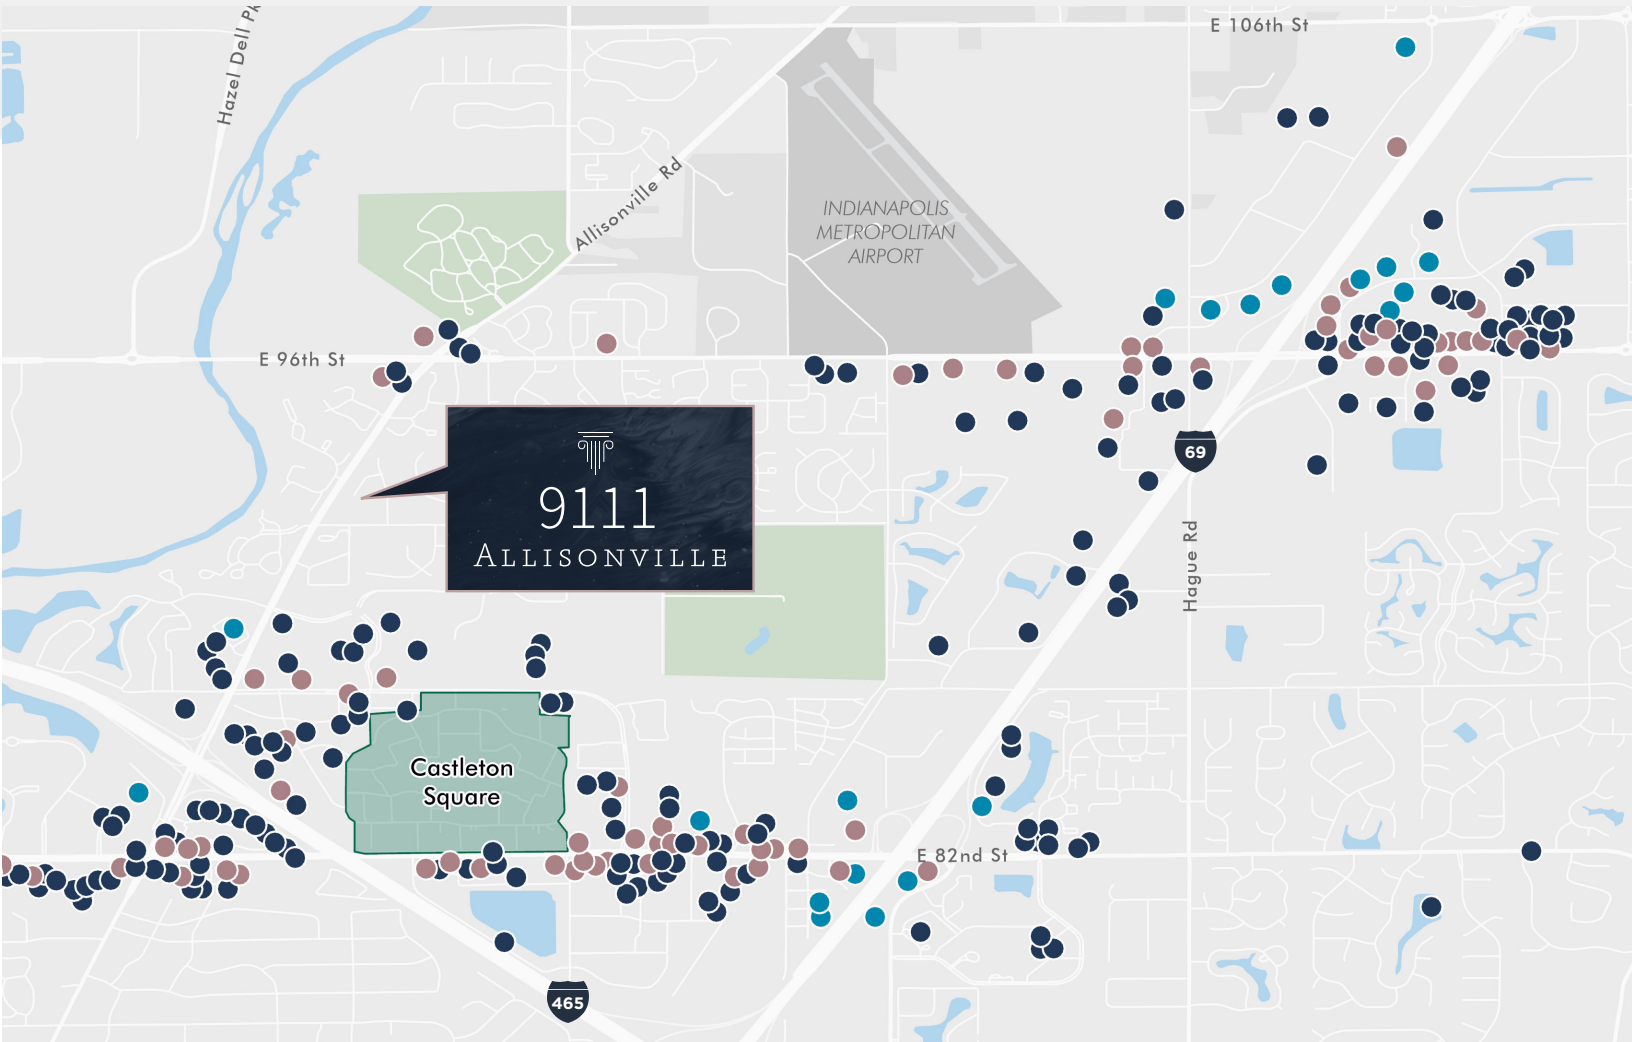 Hazel Dell Pk
E 106th St
Allisonville Rd
INDIANAPOLIS
METROPOLITAN
AIRPORT
E 96th St
9111
ALLISONVILLE
69
Hague Rd
Castleton
Square
E 82nd St
465